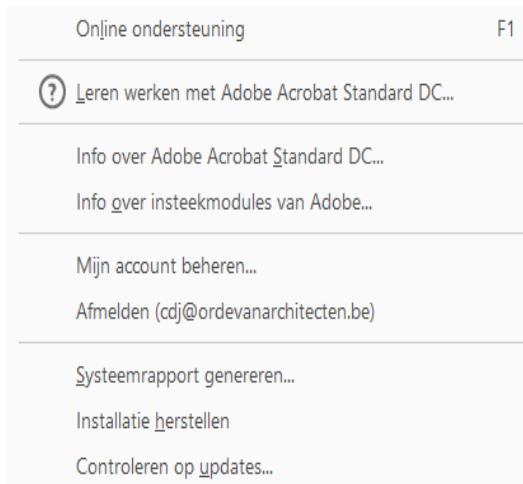 Online ondersteuning F1
? Leren werken met Adobe Acrobat Standard DC...
Info over Adobe Acrobat Standard DC...
Info over insteekmodules van Adobe...
Mijn account beheren...
Afmelden (cdj@ordevanarchitecten.be)
Systeemrapport genereren...
Installatie herstellen
Controleren op updates...